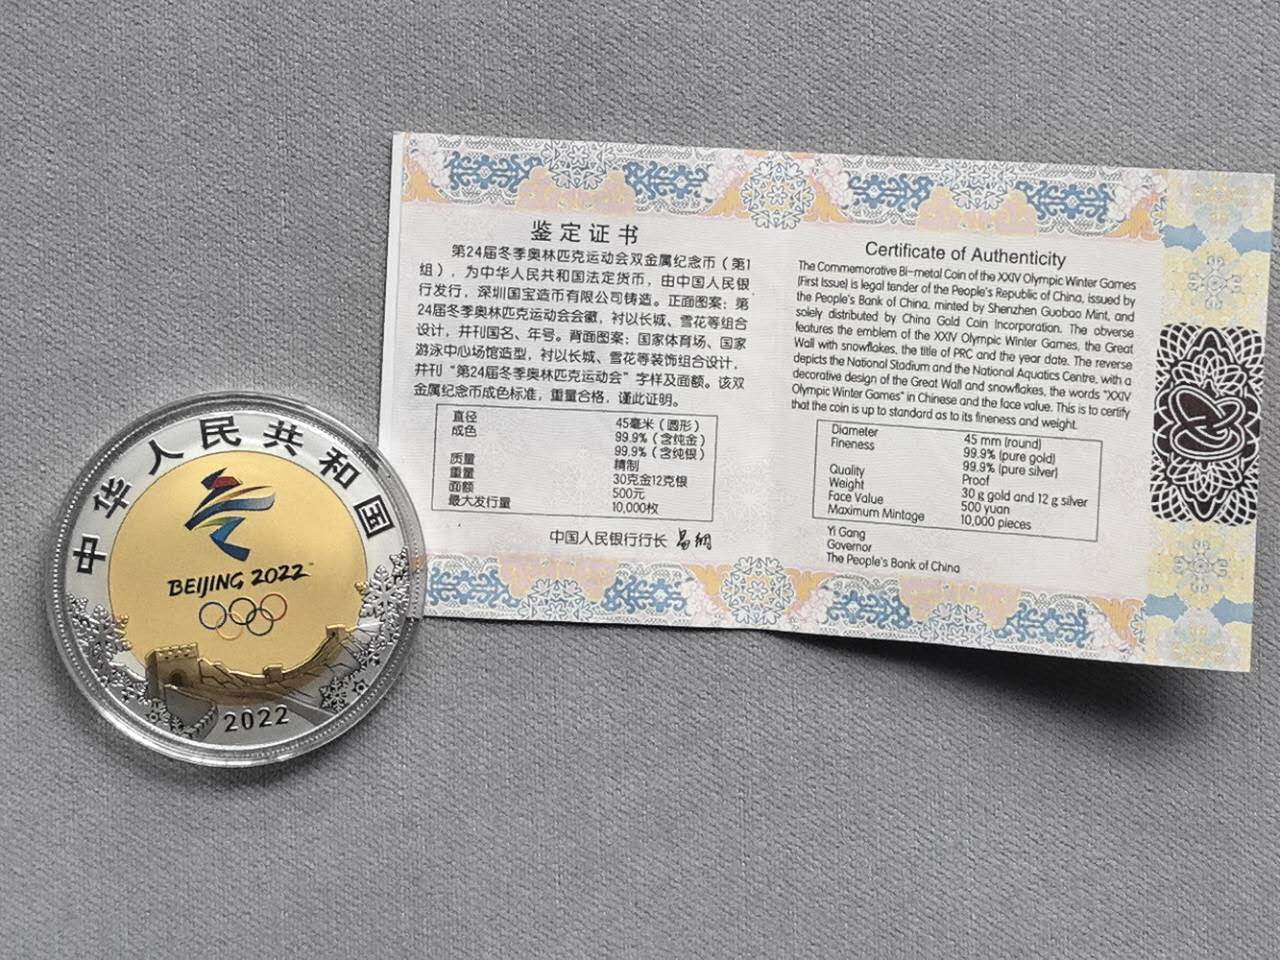 中华人民共和国
BEIJING 2022
2022
鉴定证书
第24届冬季奥林匹克运动会双金属纪念币（第1
组），为中华人民共和国法定货币，由中国人民银
行发行，深圳国宝造币有限公司铸造。正面图案：第
24届冬季奥林匹克运动会会徽，衬以长城、雪花等组合
设计，并刊国名、年号。背面图案：国家体育场、国家
游泳中心场馆造型，衬以长城、雪花等装饰组合设计，
并刊“第24届冬季奥林匹克运动会”字样及面额。该双
金属纪念币成色标准，重量合格，谨此证明。
直径 45毫米（圆形）
成色 99.9%（含纯金）
99.9%（含纯银）
质量 精制
重量 30克金12克银
面额 500元
最大发行量 10,000枚
中国人民银行行长 易纲
Certificate of Authenticity
The Commemorative Bi-metal Coin of the XXIV Olympic Winter Games
(First Issue) is legal tender of the People's Republic of China, issued by
the People's Bank of China, minted by Shenzhen Guobao Mint, and
solely distributed by China Gold Coin Incorporation. The obverse
features the emblem of the XXIV Olympic Winter Games, the Great
Wall with snowflakes, the title of PRC and the year date. The reverse
depicts the National Stadium and the National Aquatics Centre, with a
decorative design of the Great Wall and snowflakes, the words "XXIV
Olympic Winter Games" in Chinese and the face value. This is to certify
that the coin is up to standard as to its fineness and weight.
Diameter 45 mm (round)
Fineness 99.9% (pure gold)
99.9% (pure silver)
Quality Proof
Weight 30 g gold and 12 g silver
Face Value 500 yuan
Maximum Mintage 10,000 pieces
Yi Gang
Governor
The People's Bank of China